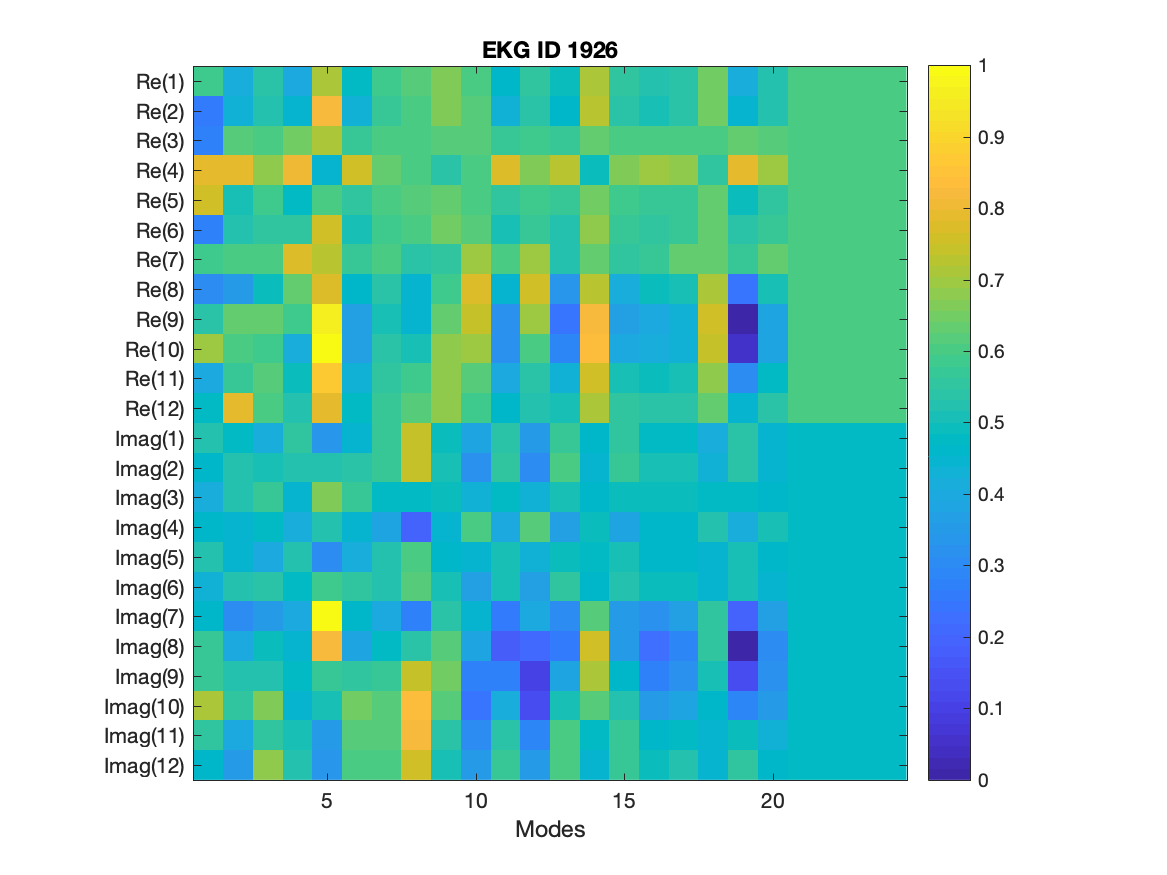 EKG ID 1926
Re(1)
Re(2)
Re(3)
Re(4)
Re(5)
Re(6)
Re(7)
Re(8)
Re(9)
Re(10)
Re(11)
Re(12)
Imag(1)
Imag(2)
Imag(3)
Imag(4)
Imag(5)
Imag(6)
Imag(7)
Imag(8)
Imag(9)
Imag(10)
Imag(11)
Imag(12)
5 10 15 20
Modes
1
0.9
0.8
0.7
0.6
0.5
0.4
0.3
0.2
0.1
0